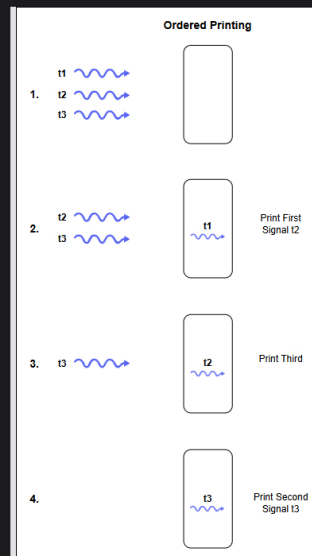 Ordered Printing
1.
t1
t2
t3
2.
t2
t3
t1
Print First
Signal t2
3.
t3
t2
Print Third
4.
t3
Print Second
Signal t3